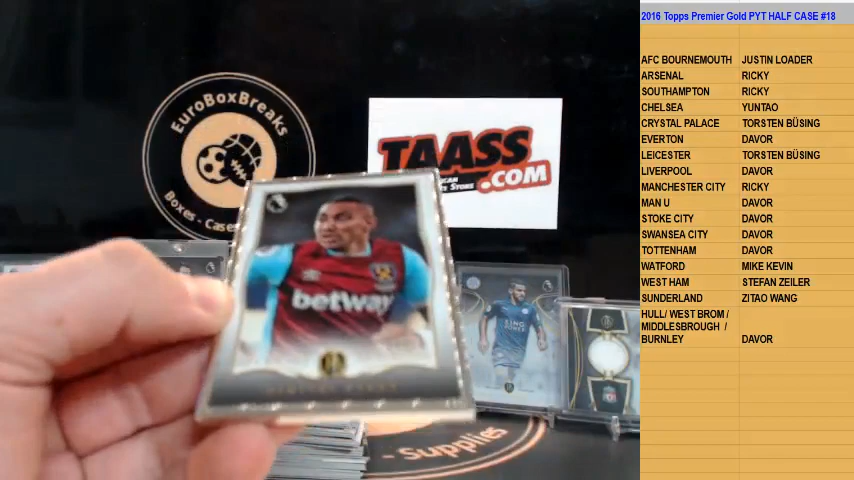 EuroBoxBreaks
Boxes - Case
- Supplies
TAASS
.COM
betway
KING
POWER
2016 Topps Premier Gold PYT HALF CASE #18
AFC BOURNEMOUTH JUSTIN LOADER
ARSENAL RICKY
SOUTHAMPTON RICKY
CHELSEA YUNTAO
CRYSTAL PALACE TORSTEN BÜSING
EVERTON DAVOR
LEICESTER TORSTEN BÜSING
LIVERPOOL DAVOR
MANCHESTER CITY RICKY
MAN U DAVOR
STOKE CITY DAVOR
SWANSEA CITY DAVOR
TOTTENHAM DAVOR
WATFORD MIKE KEVIN
WEST HAM STEFAN ZEILER
SUNDERLAND ZITAO WANG
HULL/ WEST BROM /
MIDDLESBROUGH /
BURNLEY DAVOR